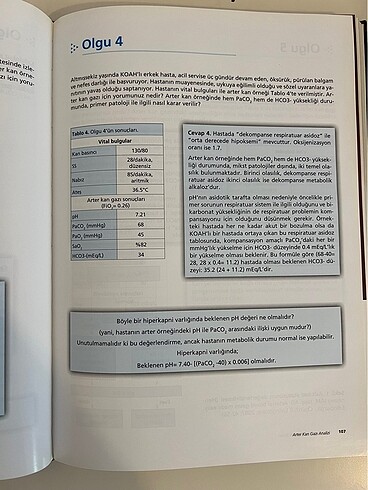 Olgu 4
Altmışsekiz yaşında KOAH'lı erkek hasta, acil servise üç gündür devam eden, öksürük, pürülan balgam
ve nefes darlığı ile başvurdu. Hastanın muayenesinde, uykuya eğilimli olduğu ve sözel uyaranlara ya-
nıtının yavaş olduğu saptanıyor. Hastanın vital bulguları ile arter kan örneği Tablo 4'te verilmiştir. Ar-
ter kan gazı için yorumunuz nedir? Arter kan örneğinde hem PaCO2 hem de HCO3- yüksekliği duru-
munda, primer patoloji ile ilgili nasıl karar verilir?
Tablo 4. Olgu 4'ün sonuçları.
Vital bulgular
Kan basıncı 130/80
SS 28/dakika,
düzensiz
Nabız 85/dakika,
aritmik
Ateş 36.5°C
Arter kan gazı sonuçları
(FiO2= 0.26)
pH 7.21
PaCO2 (mmHg) 68
PaO2 (mmHg) 45
SaO2 %82
HCO3-(mEq/L) 34
Cevap 4. Hastada "dekompanse respiratuar asidoz" ile
"orta derecede hipoksemi" mevcuttur. Oksijenizasyon
oranı ise 1.7.
Arter kan örneğinde hem PaCO2 hem de HCO3- yüksek-
liği durumunda, mikst patolojiler dışında, iki temel ola-
sılık bulunmaktadır. Birinci olasılık, dekompanse respi-
ratuar asidoz ikinci olasılık ise dekompanse metabolik
alkaloz'dur.
pH'nın asidotik tarafta olması nedeniyle öncelikle pri-
mer sorunun respiratuar sistem ile ilgili olduğunu ve bi-
karbonat yüksekliğinin de respiratuar problemin kom-
pansasyonu için olduğunu düşünmek gerekir. Örnek-
teki hastada her ne kadar akut bir bozulma olsa da
KOAH'lı bir hastada ortaya çıkan bu respiratuar asidoz
tablosunda, kompansasyon amaçlı PaCO2'daki her bir
mmHg'lık yükselme için HCO3- düzeyinde 0.4 mEq/L'lik
bir yükselme olması beklenir. Bu formüle göre (68-40=
28, 28 x 0.4= 11.2) hastada olması beklenen HCO3- dü-
zeyi: 35.2 (24 + 11.2) mEq/L'dir.
Böyle bir hiperkapni varlığında beklenen pH değeri ne olmalıdır?
(yani, hastanın arter örneğindeki pH ile PaCO2 arasındaki ilişki uygun mudur?)
Unutulmamalıdır ki bu değerlendirme, ancak hastanın metabolik durumu normal ise yapılabilir.
Hiperkapni varlığında;
Beklenen pH= 7.40- [(PaCO2 -40) x 0.006] olmalıdır.
Arter Kan Gazı Analizi 107